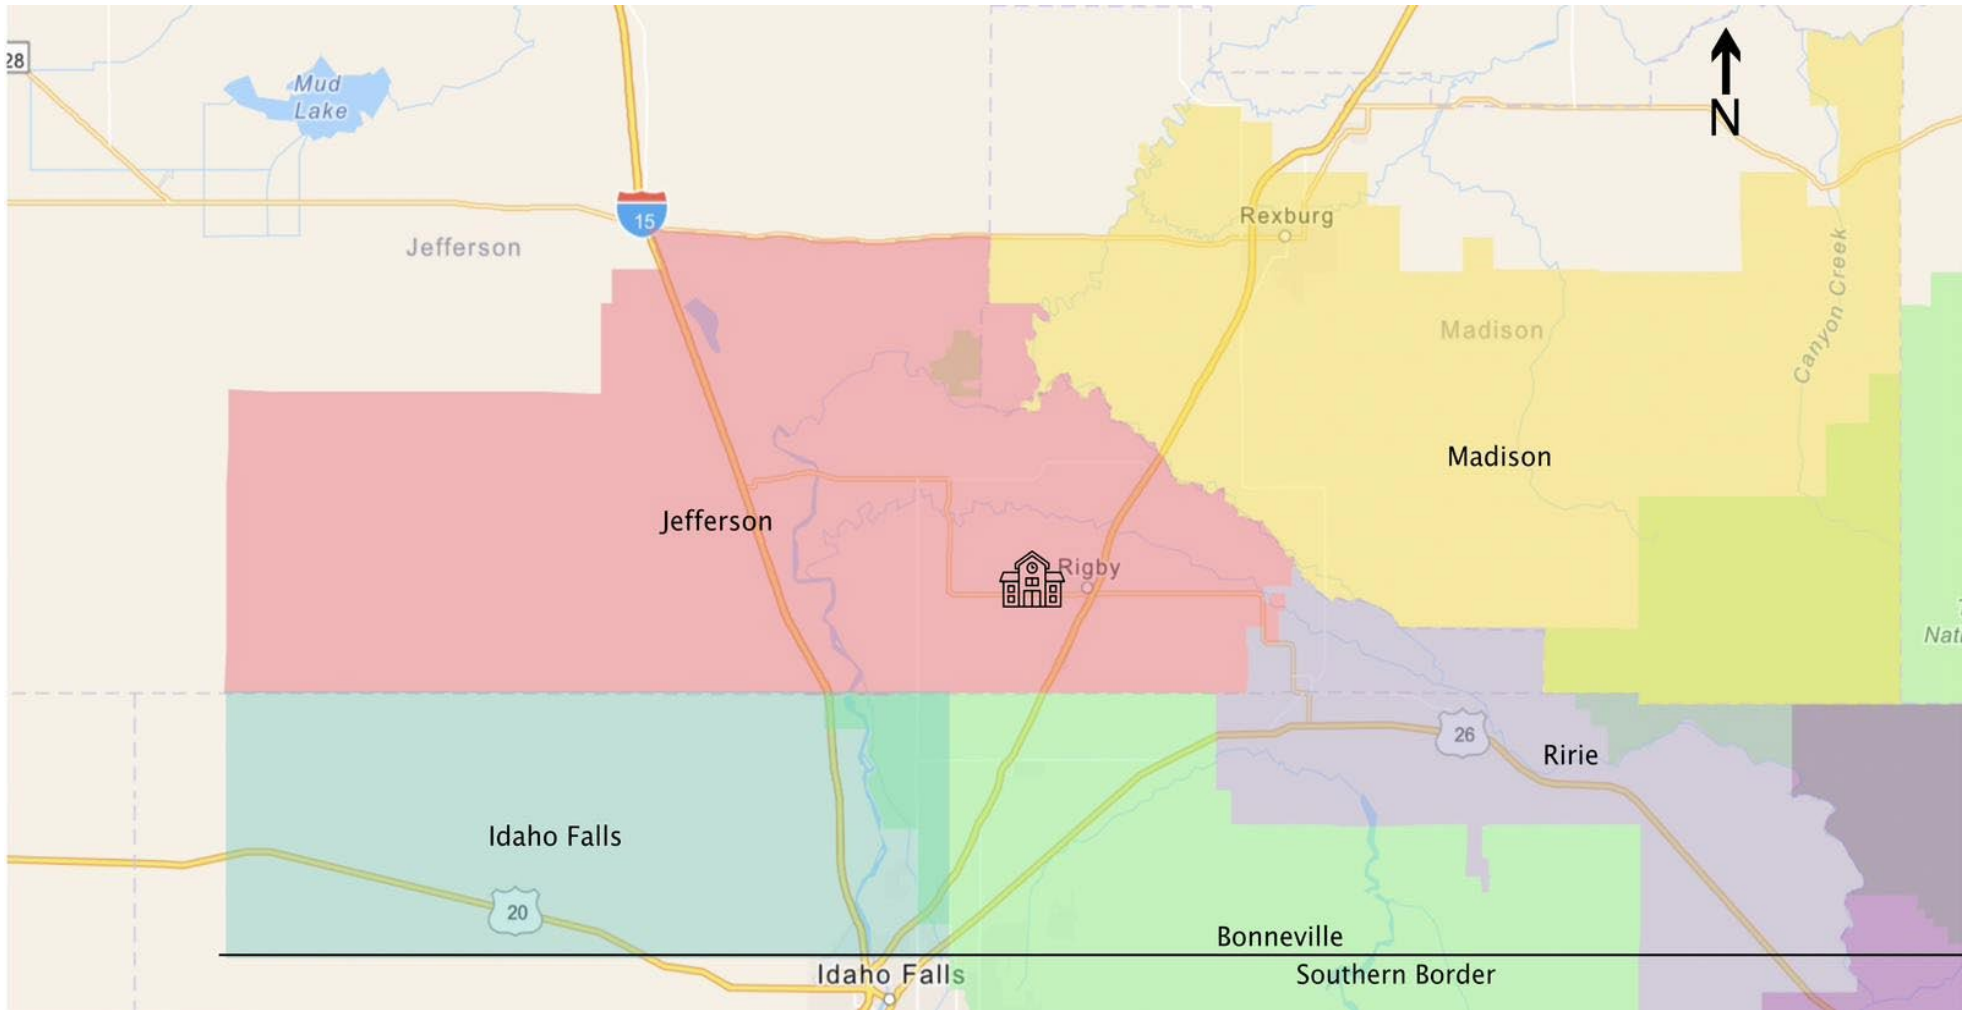 28
Mud
Lake
N
15
Jefferson
Rexburg
Canyon Creek
Madison
Madison
Jefferson
Rigby
26
Ririe
Idaho Falls
20
Bonneville
Idaho Falls
Southern Border